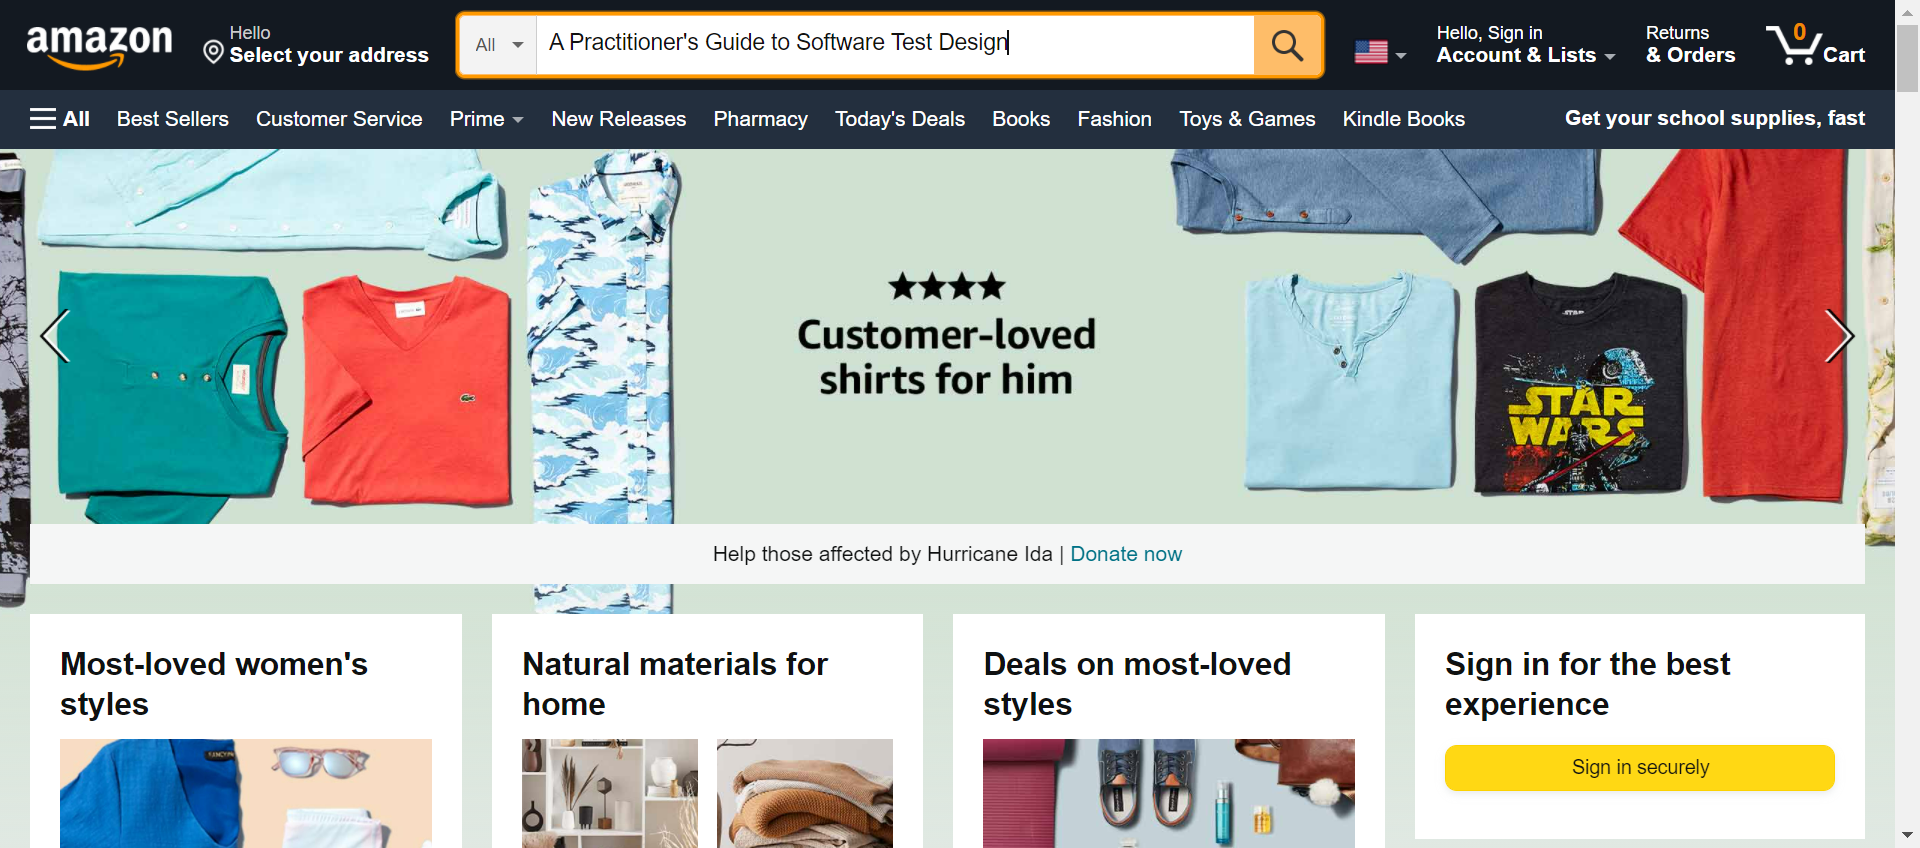 amazon
Hello
Select your address
All
A Practitioner's Guide to Software Test Design
Hello, Sign in
Account & Lists
Returns
& Orders
0
Cart
All
Best Sellers
Customer Service
Prime
New Releases
Pharmacy
Today's Deals
Books
Fashion
Toys & Games
Kindle Books
Get your school supplies, fast
Customer-loved
shirts for him
STAR
WARS
Help those affected by Hurricane Ida | Donate now
Most-loved women's
styles
Natural materials for
home
Deals on most-loved
styles
Sign in for the best
experience
Sign in securely